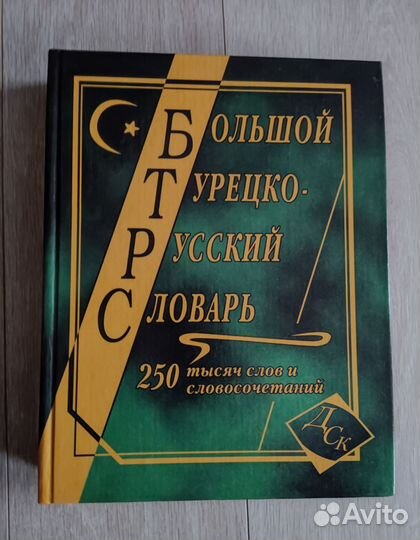 БОЛЬШОЙ
ТУРЕЦКО-
РУССКИЙ
СЛОВАРЬ
250 тысяч слов и
словосочетаний
ДСК
Avito